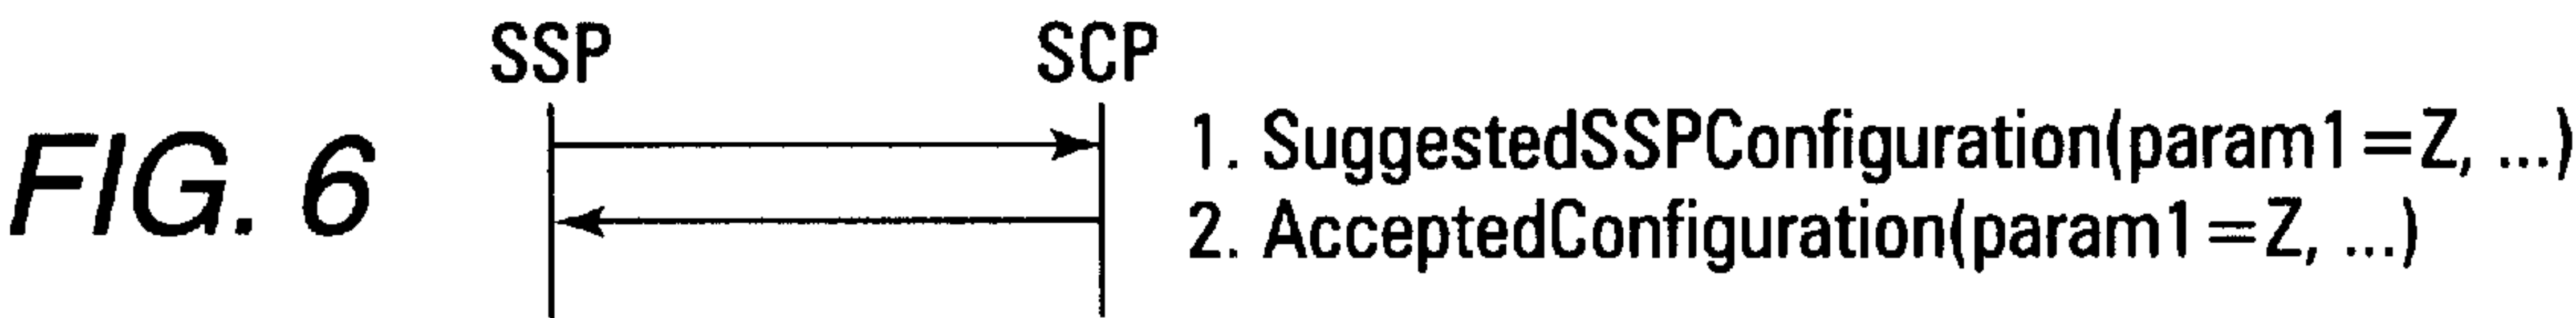 SSP SCP
FIG. 6
1. SuggestedSSPConfiguration(param1=Z, ...)
2. AcceptedConfiguration(param1=Z, ...)